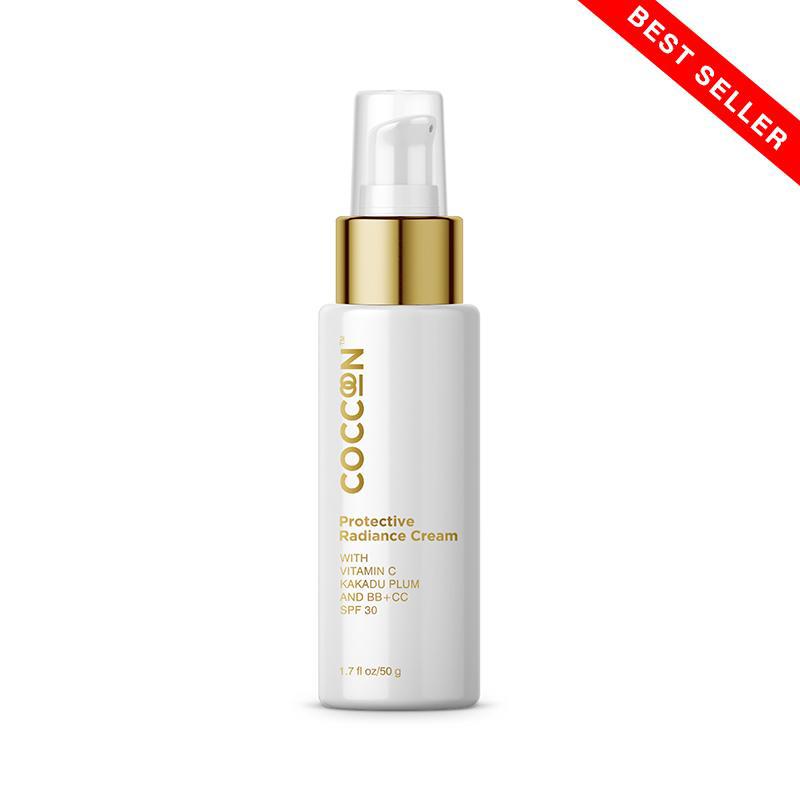 BEST SELLER
COCCOON™
Protective
Radiance Cream
WITH
VITAMIN C
KAKADU PLUM
AND BB+CC
SPF 30
1.7 fl oz/50 g